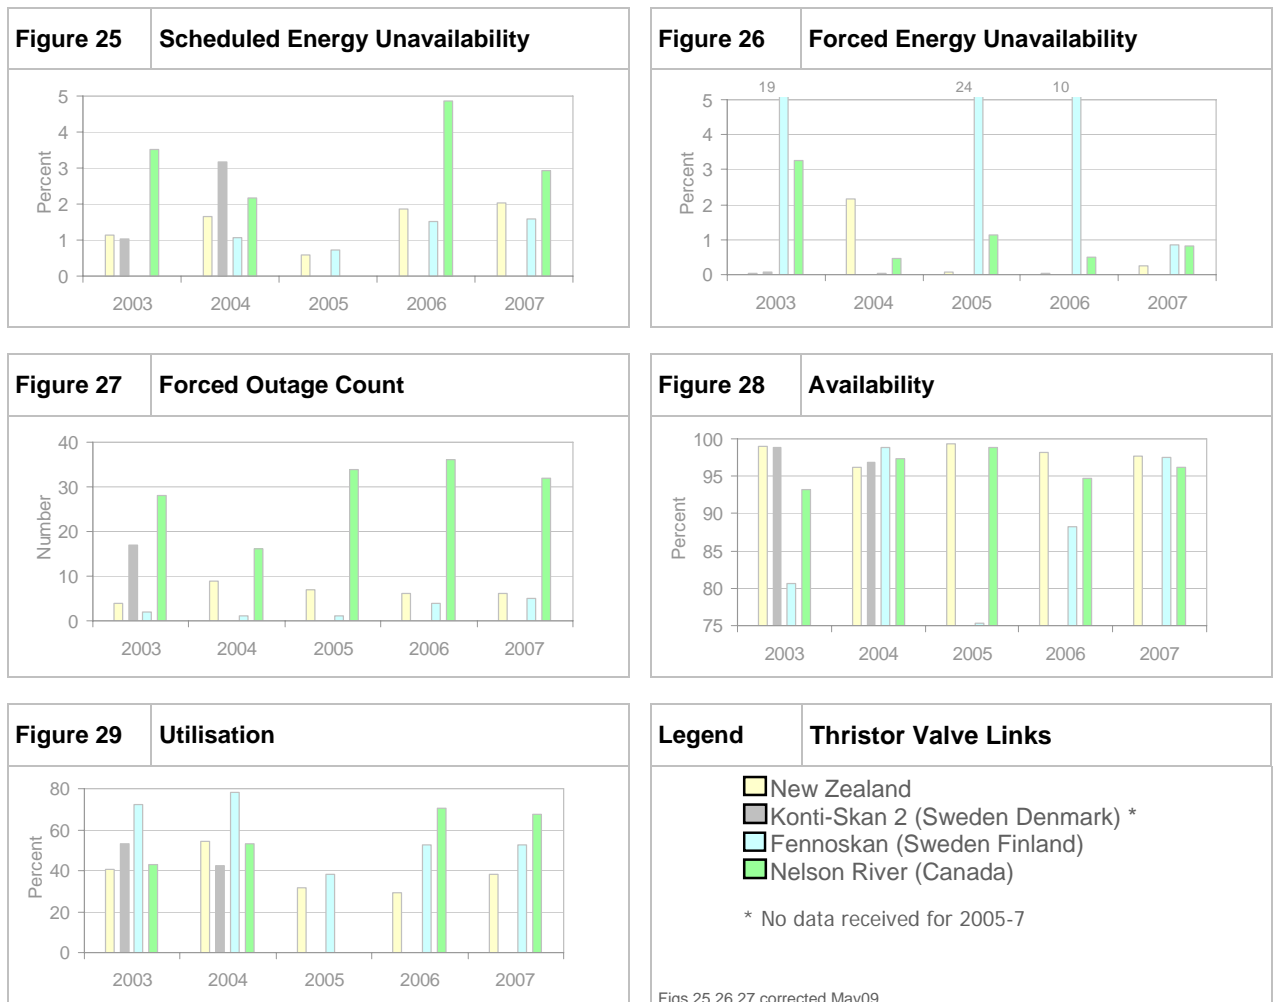 Figure 25 Scheduled Energy Unavailability
5
4
3
2
1
0
Percent
2003 2004 2005 2006 2007
Figure 26 Forced Energy Unavailability
19 24 10
5
4
3
2
1
0
Percent
2003 2004 2005 2006 2007
Figure 27 Forced Outage Count
40
30
20
10
0
Number
2003 2004 2005 2006 2007
Figure 28 Availability
100
95
90
85
80
75
Percent
2003 2004 2005 2006 2007
Figure 29 Utilisation
80
60
40
20
0
Percent
2003 2004 2005 2006 2007
Legend Thristor Valve Links
New Zealand
Konti-Skan 2 (Sweden Denmark) *
Fennoskan (Sweden Finland)
Nelson River (Canada)
* No data received for 2005-7
Figs 25,26,27 corrected May09